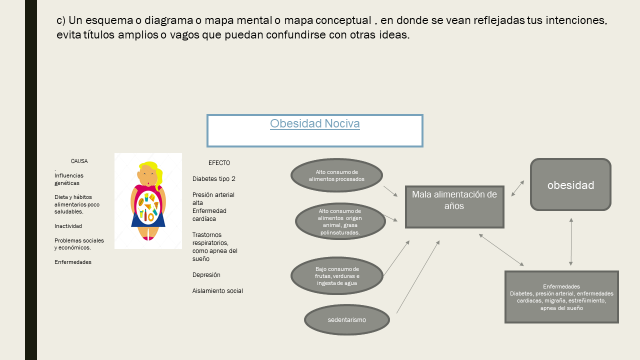 c) Un esquema o diagrama o mapa mental o mapa conceptual , en donde se vean reflejadas tus intenciones,
evita títulos amplios o vagos que puedan confundirse con otras ideas.
Obesidad Nociva
CAUSA
Influencias
genéticas
Dieta y hábitos
alimentarios poco
saludables.
Inactividad
Problemas sociales
y económicos.
Enfermedades
EFECTO
Diabetes tipo 2
Presión arterial
alta
Enfermedad
cardiaca
Trastornos
respiratorios,
como apnea del
sueño
Depresión
Aislamiento social
Alto consumo de
alimentos procesados
Alto consumo de
alimentos origen
animal, grasa
polinsaturadas.
Bajo consumo de
frutas, verduras e
ingesta de agua
sedentarismo
Mala alimentación de
años
obesidad
Enfermedades
Diabetes, presión arterial, enfermedades
cardiacas, migraña, estreñimiento,
apnea del sueño